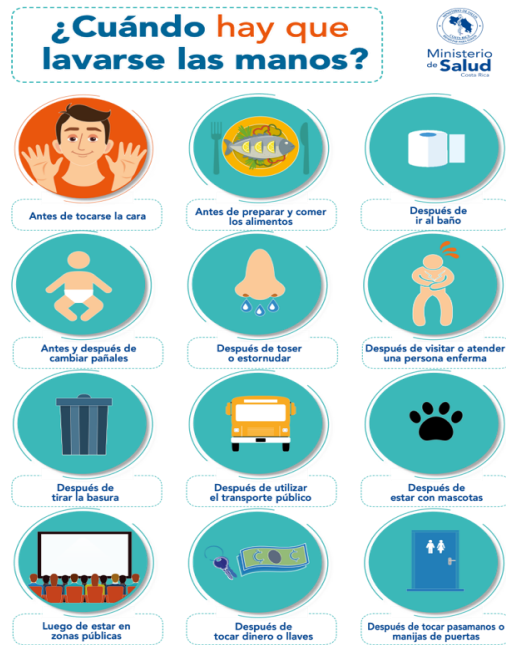 ¿Cuándo hay que
lavarse las manos?
Ministerio
de Salud
Costa Rica
Antes de tocarse la cara
Antes de preparar y comer
los alimentos
Después de
ir al baño
Antes y después de
cambiar pañales
Después de toser
o estornudar
Después de visitar o atender
una persona enferma
Después de
tirar la basura
Después de utilizar
el transporte público
Después de
estar con mascotas
Luego de estar en
zonas públicas
Después de
tocar dinero o llaves
Después de tocar pasamanos o
manijas de puertas